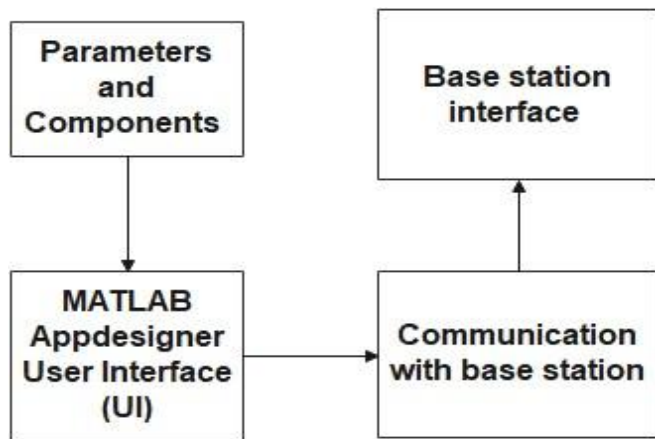 Parameters
and
Components
Base station
interface
MATLAB
Appdesigner
User Interface
(UI)
Communication
with base station